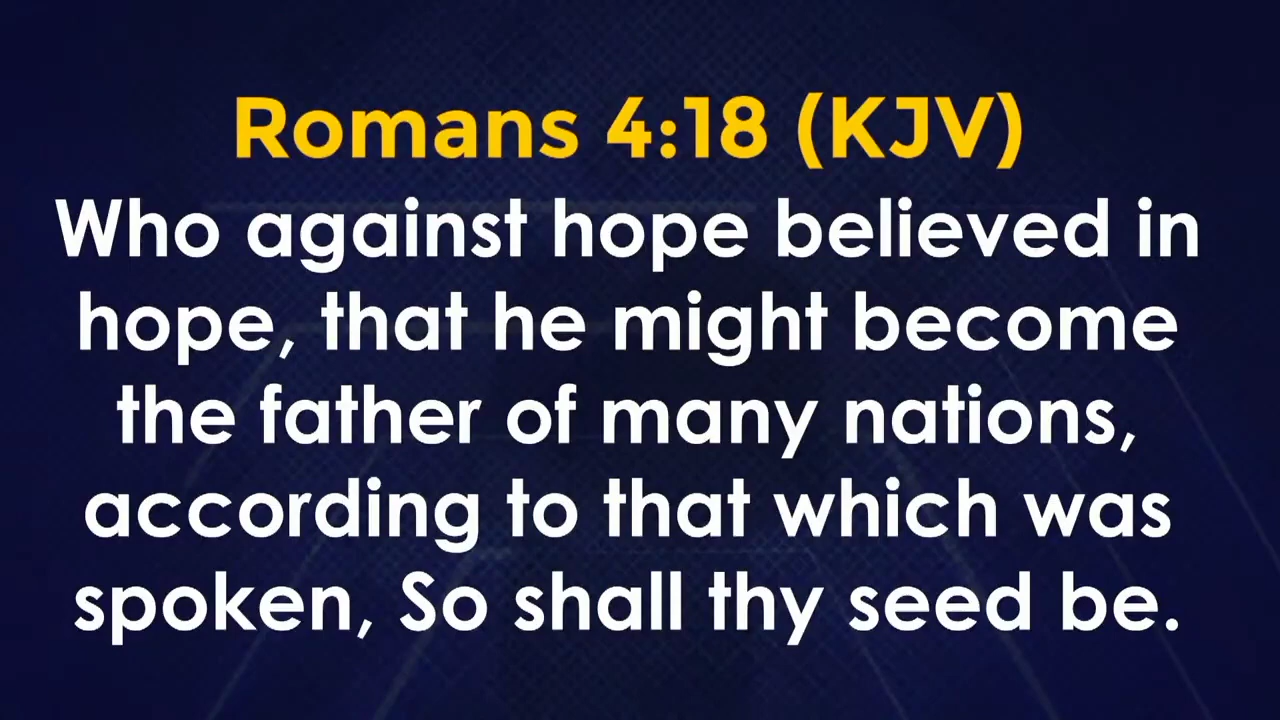 Romans 4:18 (KJV)
Who against hope believed in
hope, that he might become
the father of many nations,
according to that which was
spoken, So shall thy seed be.